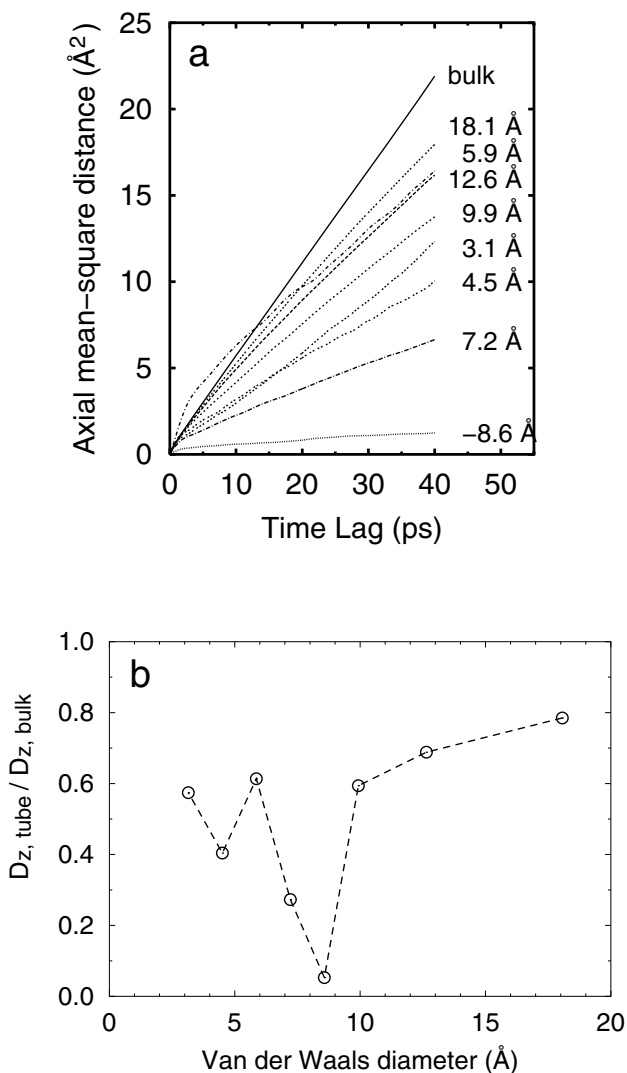 25
20
15
10
5
0
Axial mean−square distance (Å²)
a
bulk
18.1 Å
5.9 Å
12.6 Å
9.9 Å
3.1 Å
4.5 Å
7.2 Å
−8.6 Å
0 10 20 30 40 50
Time Lag (ps)
1.0
0.8
0.6
0.4
0.2
0.0
Dz, tube / Dz, bulk
b
0 5 10 15 20
Van der Waals diameter (Å)